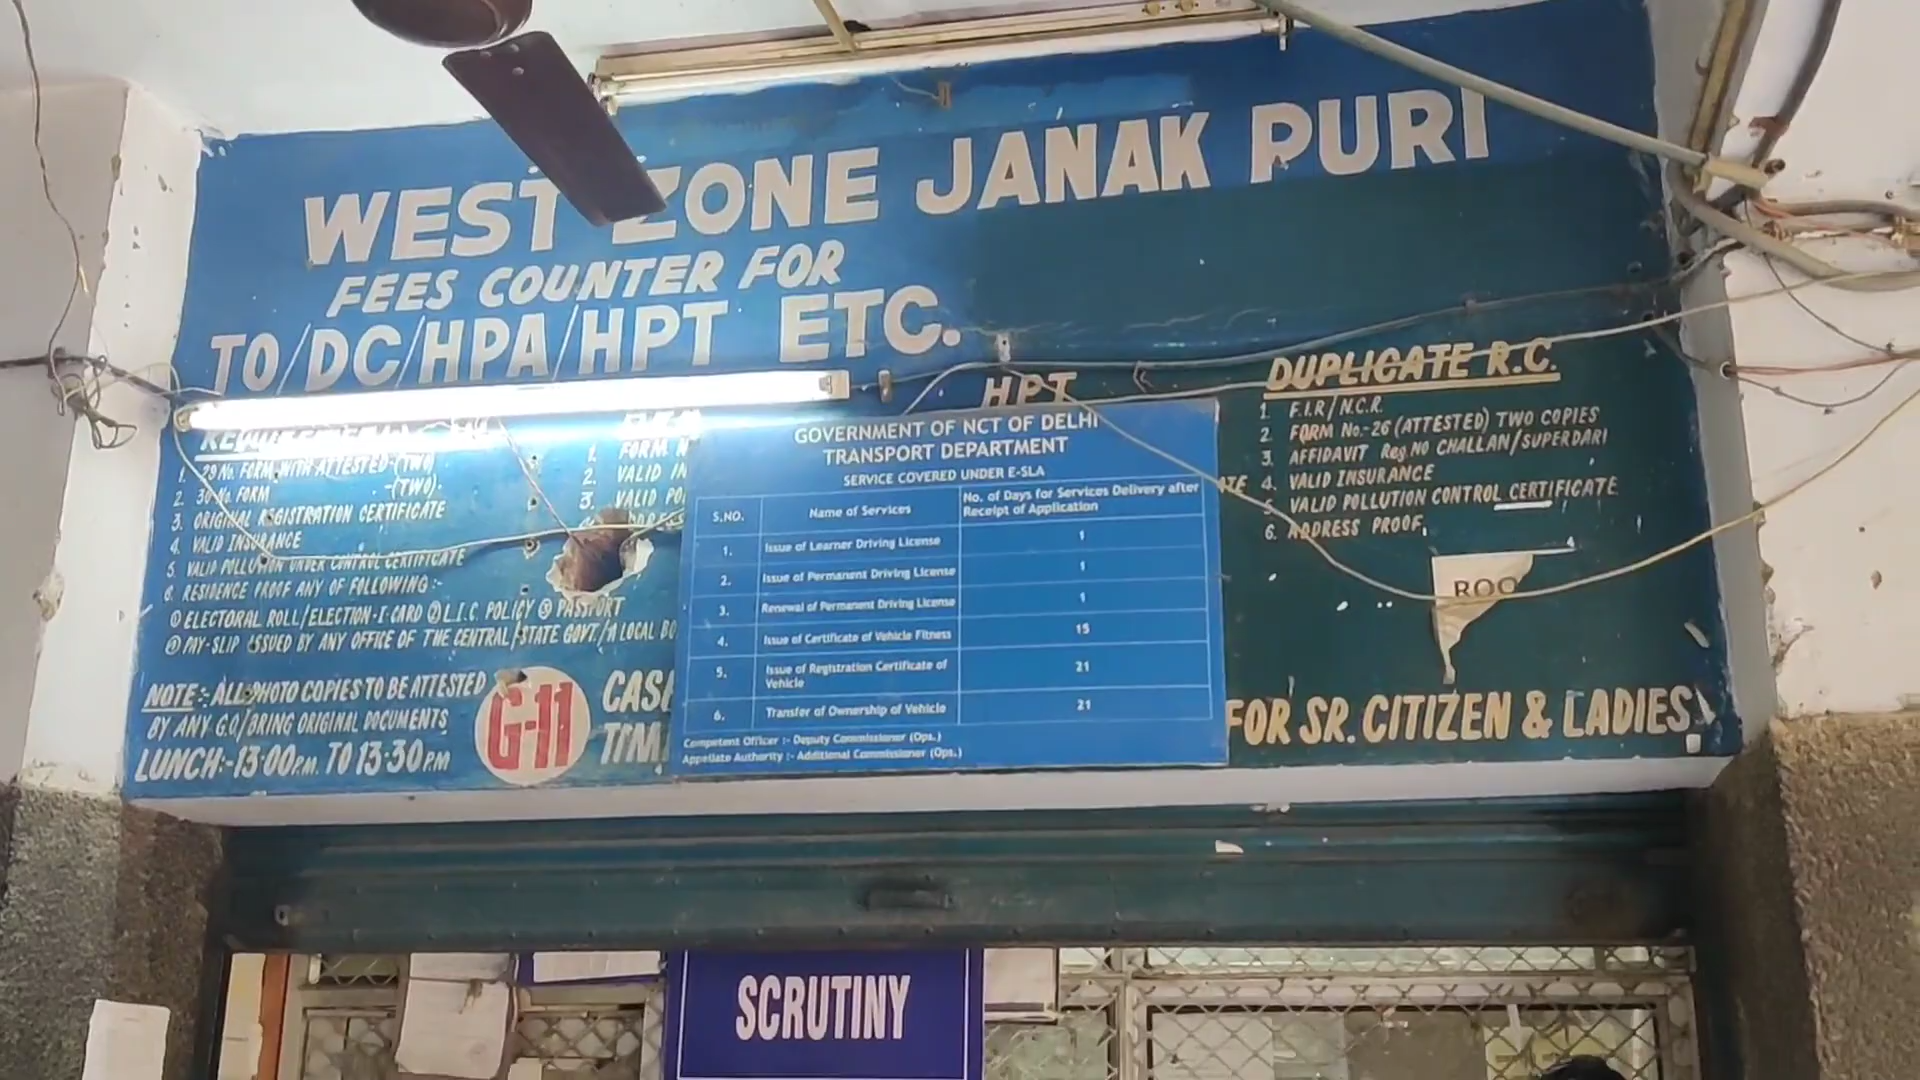 WEST ZONE JANAK PURI
FEES COUNTER FOR
TO/DC/HPA/HPT ETC.
1. 29 No. FORM WITH ATTESTED-(TWO)
2. 30 No. FORM -(TWO).
3. ORIGINAL REGISTRATION CERTIFICATE
4. VALID INSURANCE
5. VALID POLLUTION UNDER CONTROL CERTIFICATE
6. RESIDENCE PROOF ANY OF FOLLOWING:-
① ELECTORAL ROLL/ELECTION-I-CARD ② L.I.C. POLICY ③ PASSPORT
④ PAY-SLIP ISSUED BY ANY OFFICE OF THE CENTRAL/STATE GOVT./A LOCAL BO
NOTE:- ALL PHOTO COPIES TO BE ATTESTED
BY ANY G.O/BRING ORIGINAL DOCUMENTS
LUNCH:-13·00 P.M. TO 13·30 P.M
G-11
1. FORM N
2. VALID IN
3. VALID PO
HPT
GOVERNMENT OF NCT OF DELHI
TRANSPORT DEPARTMENT
SERVICE COVERED UNDER E-SLA
S.NO. Name of Services No. of Days for Services Delivery after Receipt of Application
1. Issue of Learner Driving License 1
2. Issue of Permanent Driving License 1
3. Renewal of Permanent Driving License 1
4. Issue of Certificate of Vehicle Fitness 15
5. Issue of Registration Certificate of Vehicle 21
6. Transfer of Ownership of Vehicle 21
Competent Officer :- Deputy Commissioner (Ops.)
Appellate Authority :- Additional Commissioner (Ops.)
DUPLICATE R.C.
1. F.I.R/N.C.R.
2. FORM No.-26 (ATTESTED) TWO COPIES
3. AFFIDAVIT Reg. NO CHALLAN/SUPERDARI
4. VALID INSURANCE
5. VALID POLLUTION CONTROL CERTIFICATE
6. ADDRESS PROOF
ROO
FOR SR. CITIZEN & LADIES
SCRUTINY